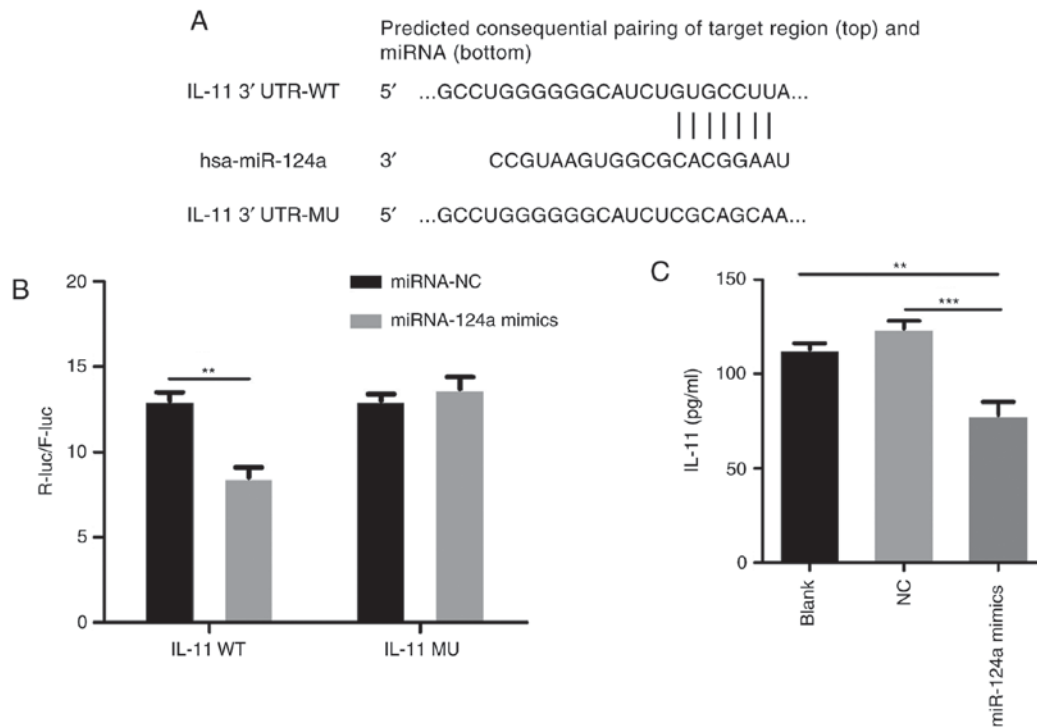 A
Predicted consequential pairing of target region (top) and
miRNA (bottom)
IL-11 3′ UTR-WT 5′ ...GCCUGGGGGGCAUCUGUGCCUUA...
hsa-miR-124a 3′ CCGUAAGUGGCGCACGGAAU
IL-11 3′ UTR-MU 5′ ...GCCUGGGGGGCAUCUCGCAGCAA...
B
20
15
10
5
0
R-luc/F-luc
miRNA-NC
miRNA-124a mimics
**
IL-11 WT
IL-11 MU
C
150
100
50
0
IL-11 (pg/ml)
**
***
Blank
NC
miR-124a mimics